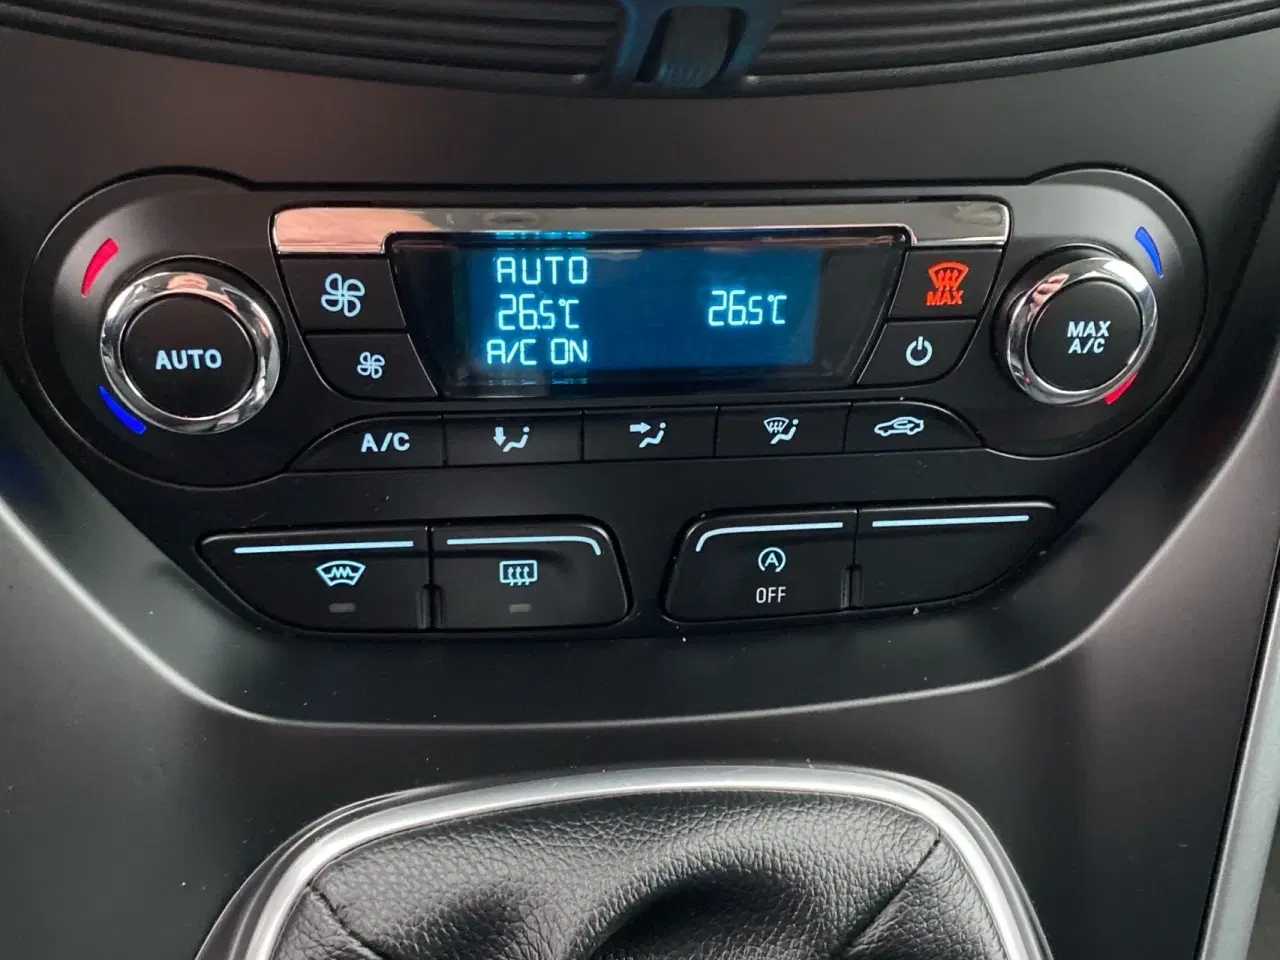 AUTO
26.5°C 26.5°C
A/C ON
MAX
AUTO
MAX
A/C
A/C
A
OFF